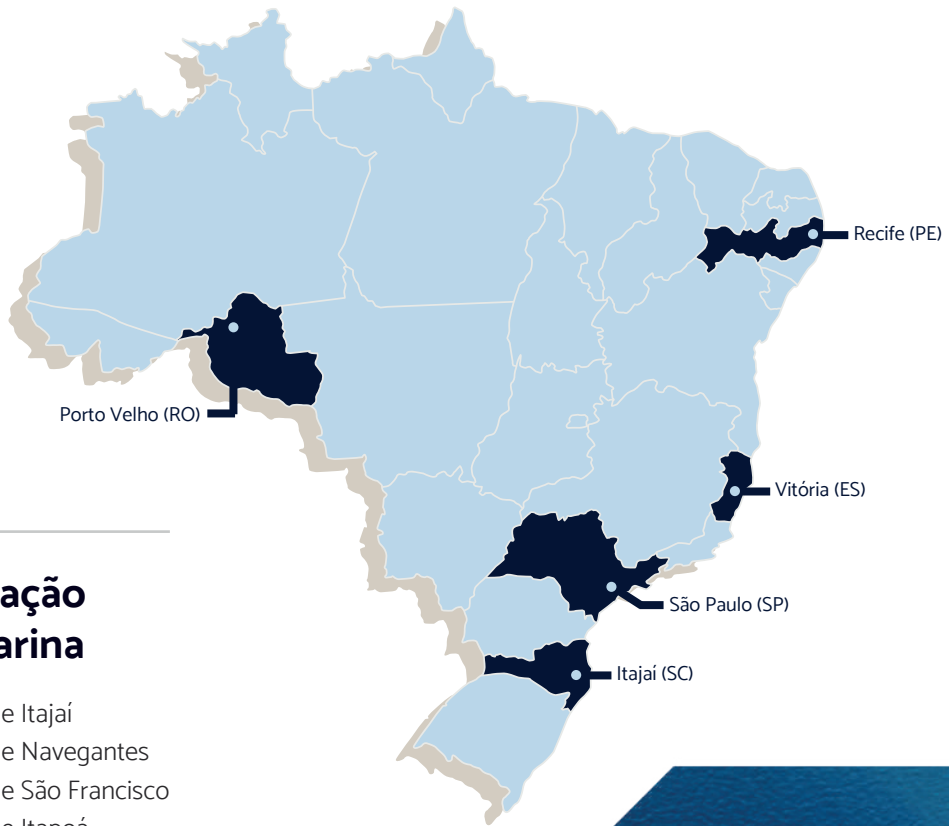 Recife (PE)
Porto Velho (RO)
Vitória (ES)
São Paulo (SP)
Itajaí (SC)
ação
arina
e Itajaí
e Navegantes
e São Francisco